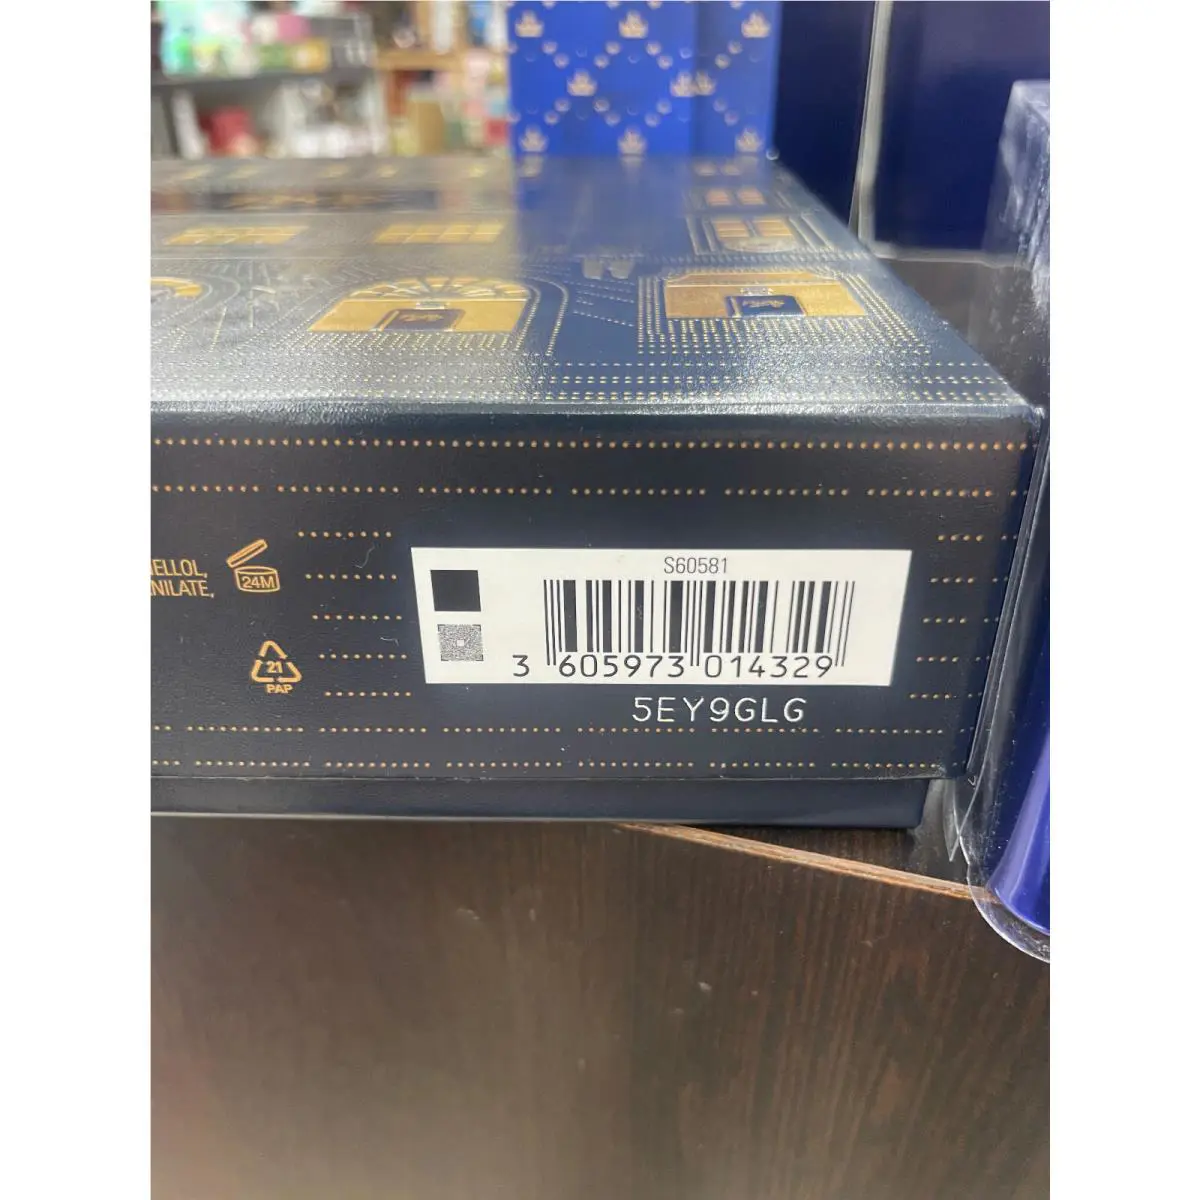 ELLOL,
NILATE,
24M
21
PAP
S60581
3 605973 014329
5EY9GLG